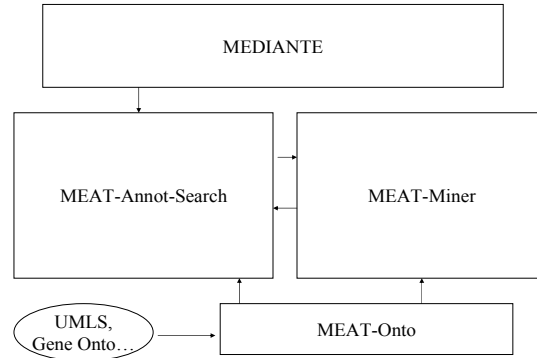 MEDIANTE
MEAT-Annot-Search
MEAT-Miner
UMLS,
Gene Onto…
MEAT-Onto